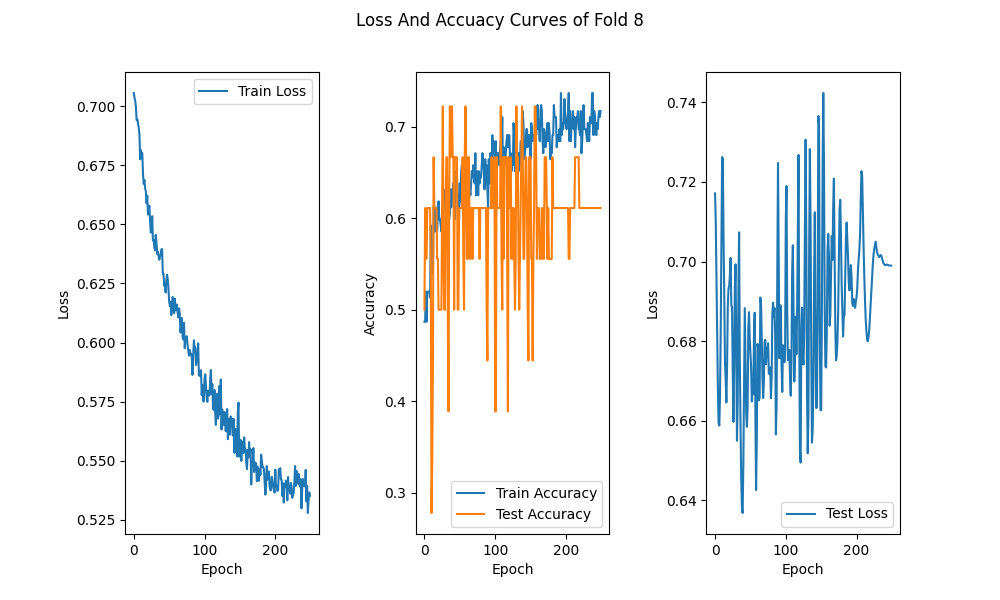 Loss And Accuacy Curves of Fold 8
Loss
0.700
0.675
0.650
0.625
0.600
0.575
0.550
0.525
Train Loss
0 100 200
Epoch
Accuracy
0.7
0.6
0.5
0.4
0.3
Train Accuracy
Test Accuracy
0 100 200
Epoch
Loss
0.74
0.72
0.70
0.68
0.66
0.64
Test Loss
0 100 200
Epoch